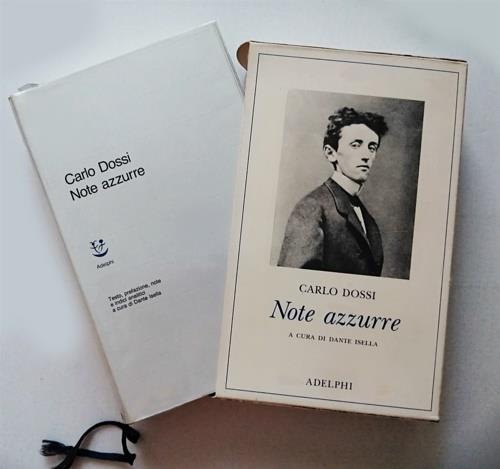 Carlo Dossi
Note azzurre
Adelphi
Testo, prefazione, note
e indici analitici
a cura di Dante Isella
CARLO DOSSI
Note azzurre
A CURA DI DANTE ISELLA
ADELPHI